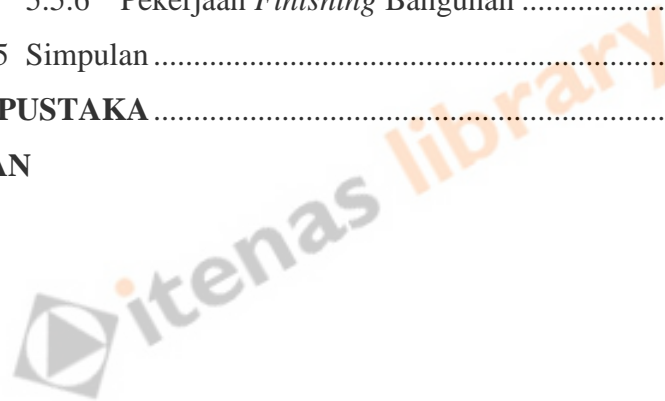 5.5.6 Pekerjaan Finishing Bangunan ..................
5 Simpulan ..................................................................
PUSTAKA ..................................................................
AN
itenas library